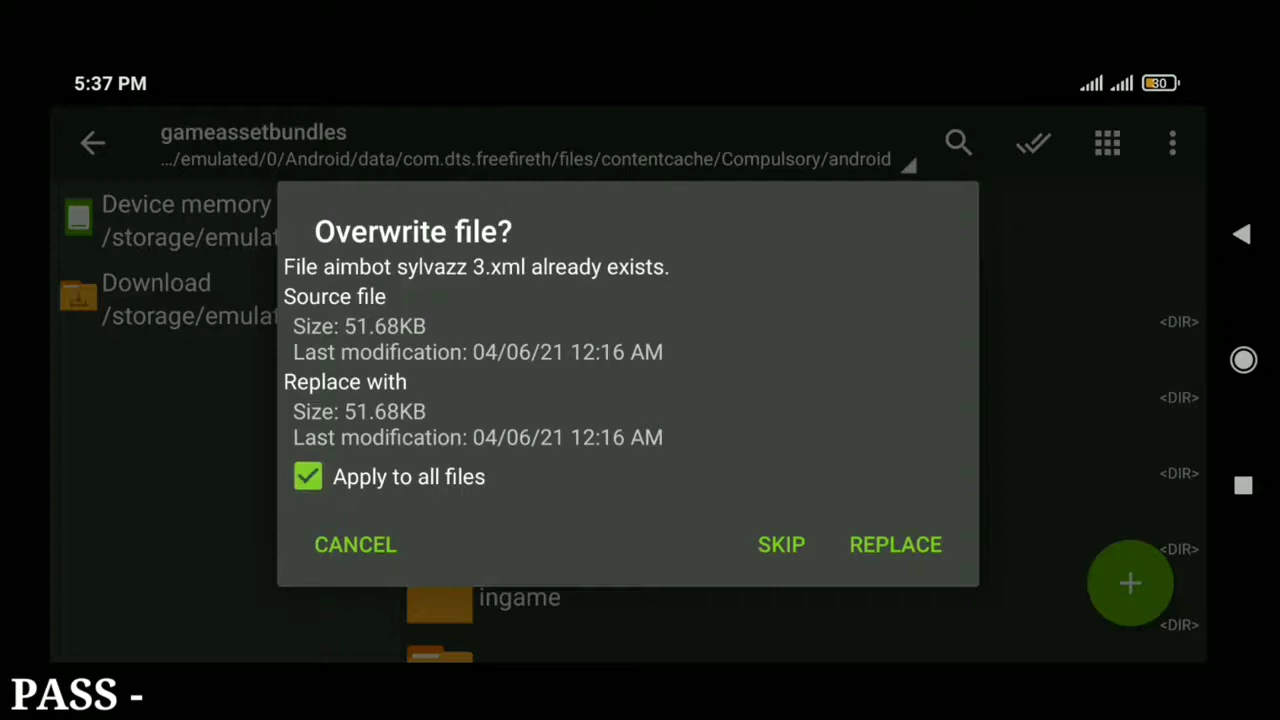 5:37 PM
30
gameassetbundles
.../emulated/0/Android/data/com.dts.freefireth/files/contentcache/Compulsory/android
Device memory
/storage/emulat
Download
/storage/emulat
Overwrite file?
File aimbot sylvazz 3.xml already exists.
Source file
Size: 51.68KB
Last modification: 04/06/21 12:16 AM
Replace with
Size: 51.68KB
Last modification: 04/06/21 12:16 AM
Apply to all files
CANCEL SKIP REPLACE
<DIR>
<DIR>
<DIR>
<DIR>
ingame
<DIR>
PASS -